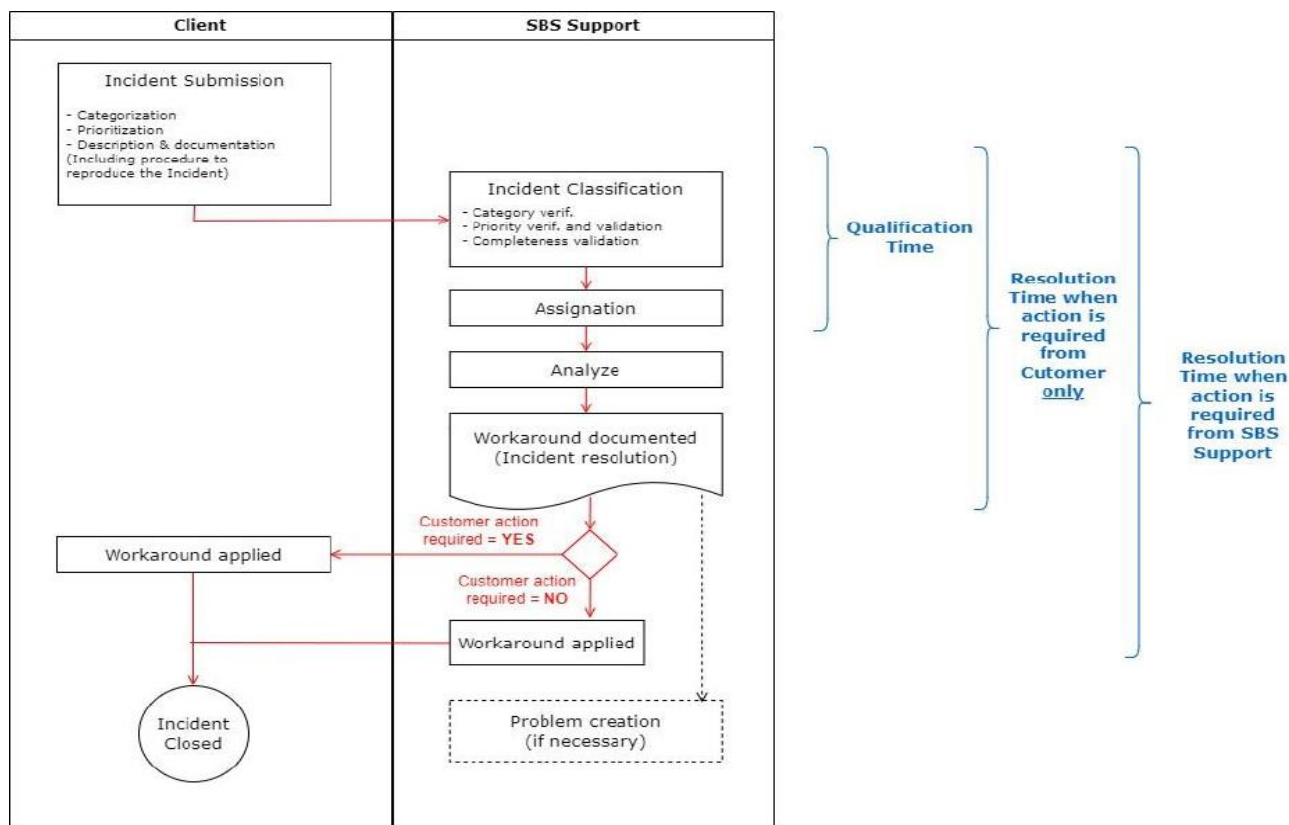 Client
SBS Support
Incident Submission
- Categorization
- Prioritization
- Description & documentation
(Including procedure to
reproduce the Incident)
Incident Classification
- Category verif.
- Priority verif. and validation
- Completeness validation
Assignation
Analyze
Workaround documented
(Incident resolution)
Customer action
required = YES
Workaround applied
Customer action
required = NO
Workaround applied
Incident
Closed
Problem creation
(if necessary)
Qualification
Time
Resolution
Time when
action is
required
from
Cutomer
only
Resolution
Time when
action is
required
from SBS
Support